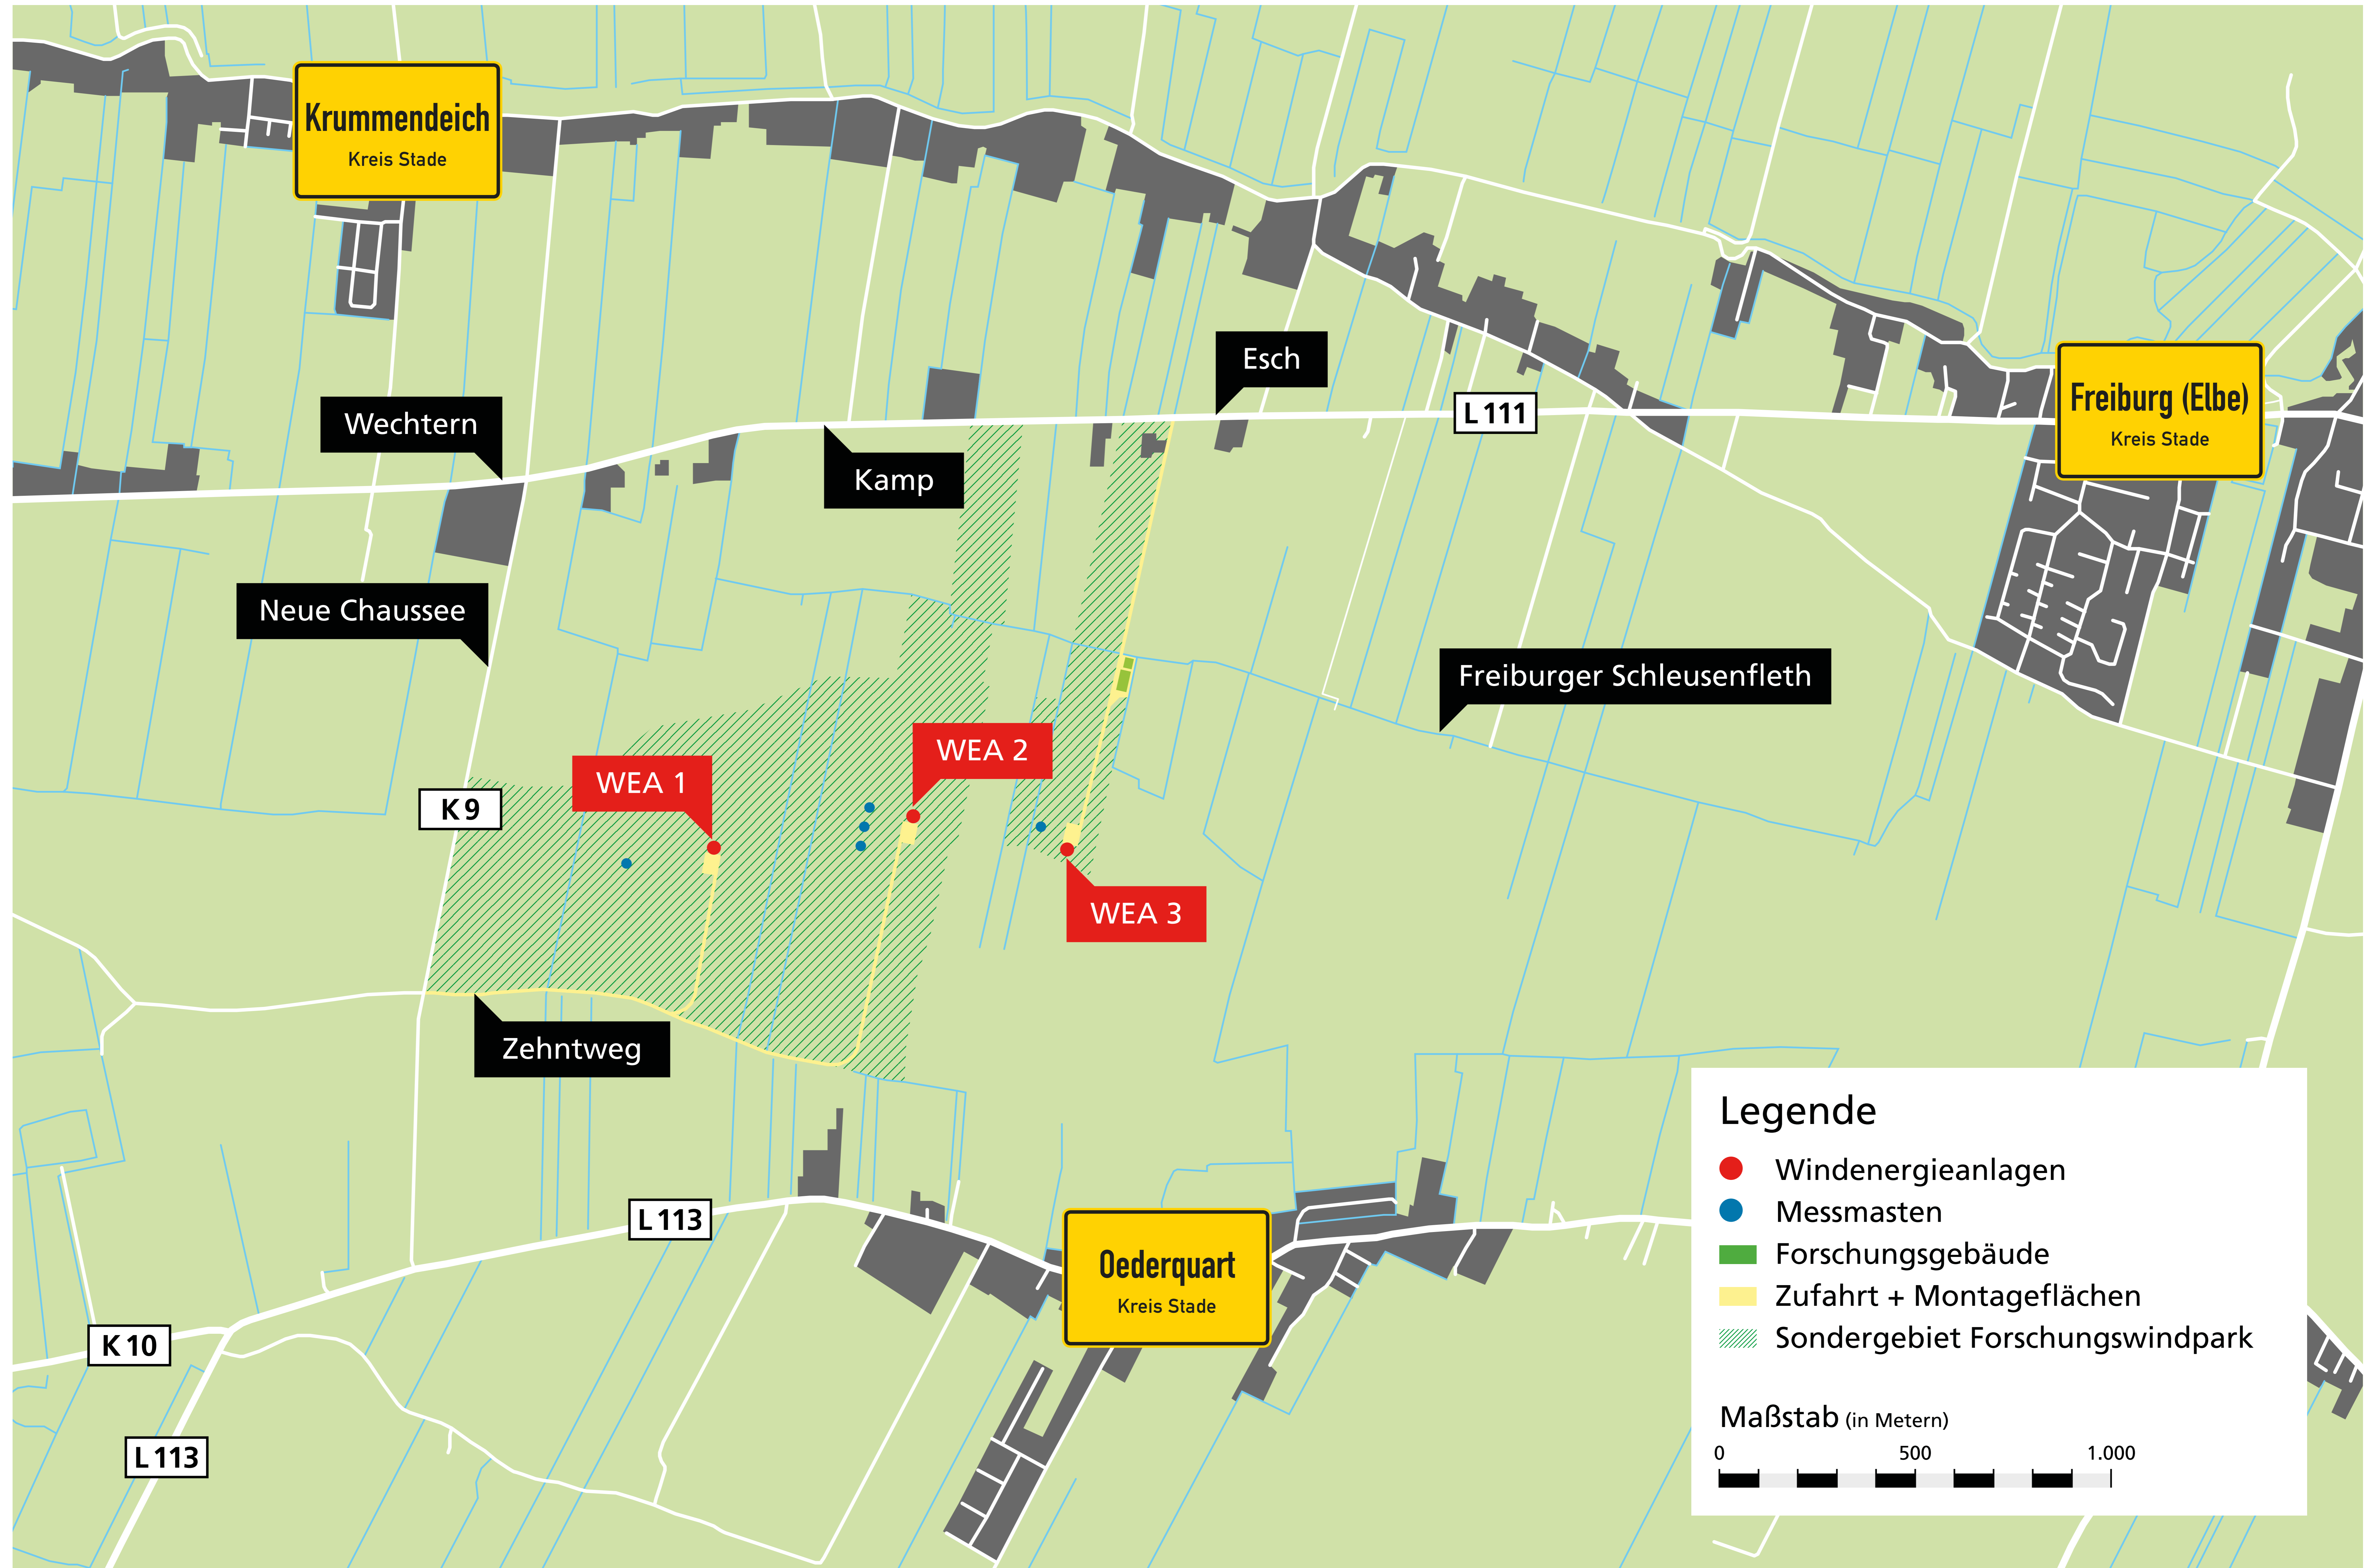 Krummendeich
Kreis Stade
Esch
Freiburg (Elbe)
Kreis Stade
L 111
Wechtern
Kamp
Neue Chaussee
Freiburger Schleusenfleth
WEA 2
WEA 1
K 9
WEA 3
Zehntweg
L 113
Oederquart
Kreis Stade
K 10
L 113
Legende
Windenergieanlagen
Messmasten
Forschungsgebäude
Zufahrt + Montageflächen
Sondergebiet Forschungswindpark
Maßstab (in Metern)
0 500 1.000